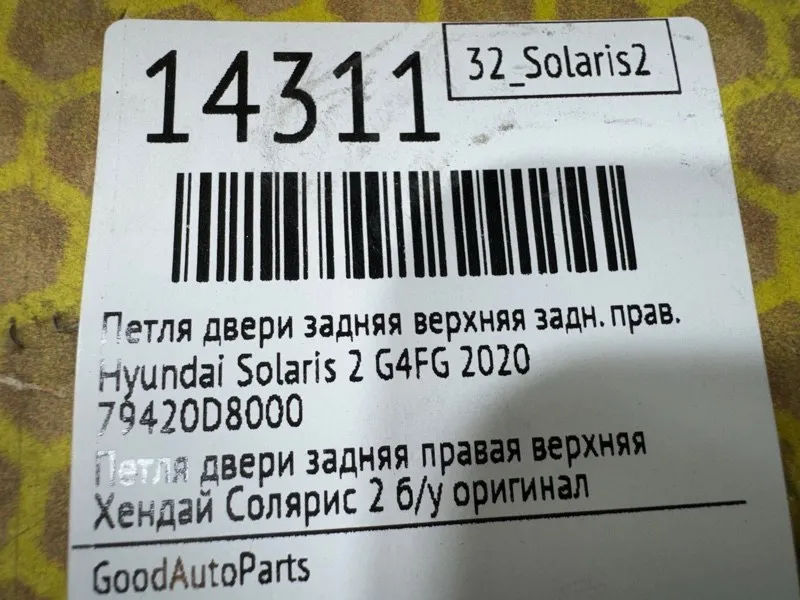 14311
32_Solaris2
Петля двери задняя верхняя задн. прав.
Hyundai Solaris 2 G4FG 2020
79420D8000
Петля двери задняя правая верхняя
Хендай Солярис 2 б/у оригинал
GoodAutoParts